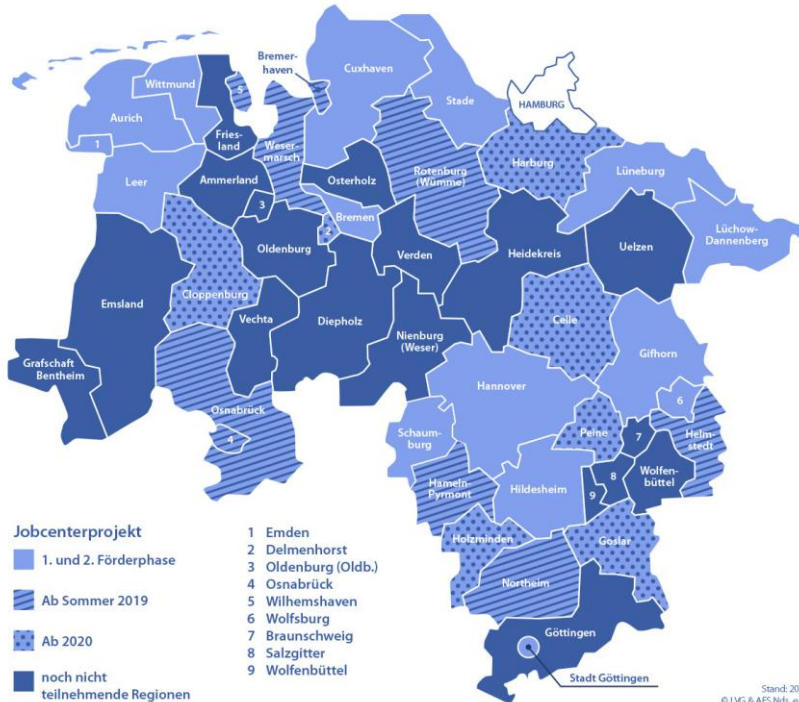 Bremer-
haven
Cuxhaven
Wittmund
5
Stade
HAMBURG
Aurich
1
Fries-
land
Weser-
marsch
Harburg
Leer
Ammerland
Osterholz
Rotenburg
(Wümme)
Lüneburg
3
Bremen
2
Lüchow-
Dannenberg
Oldenburg
Verden
Heidekreis
Uelzen
Emsland
Cloppenburg
Vechta
Diepholz
Celle
Nienburg
(Weser)
Gifhorn
Grafschaft
Bentheim
Hannover
6
Osnabrück
4
Schaum-
burg
Peine
7
Helm-
stedt
Wolfen-
büttel
8
Hameln-
Pyrmont
Hildesheim
9
Holzminden
Goslar
Northeim
Göttingen
Stadt Göttingen
Jobcenterprojekt
1. und 2. Förderphase
Ab Sommer 2019
Ab 2020
noch nicht
teilnehmende Regionen
1 Emden
2 Delmenhorst
3 Oldenburg (Oldb.)
4 Osnabrück
5 Wilhemshaven
6 Wolfsburg
7 Braunschweig
8 Salzgitter
9 Wolfenbüttel
Stand: 20
© LVG & AFS Nds. e.